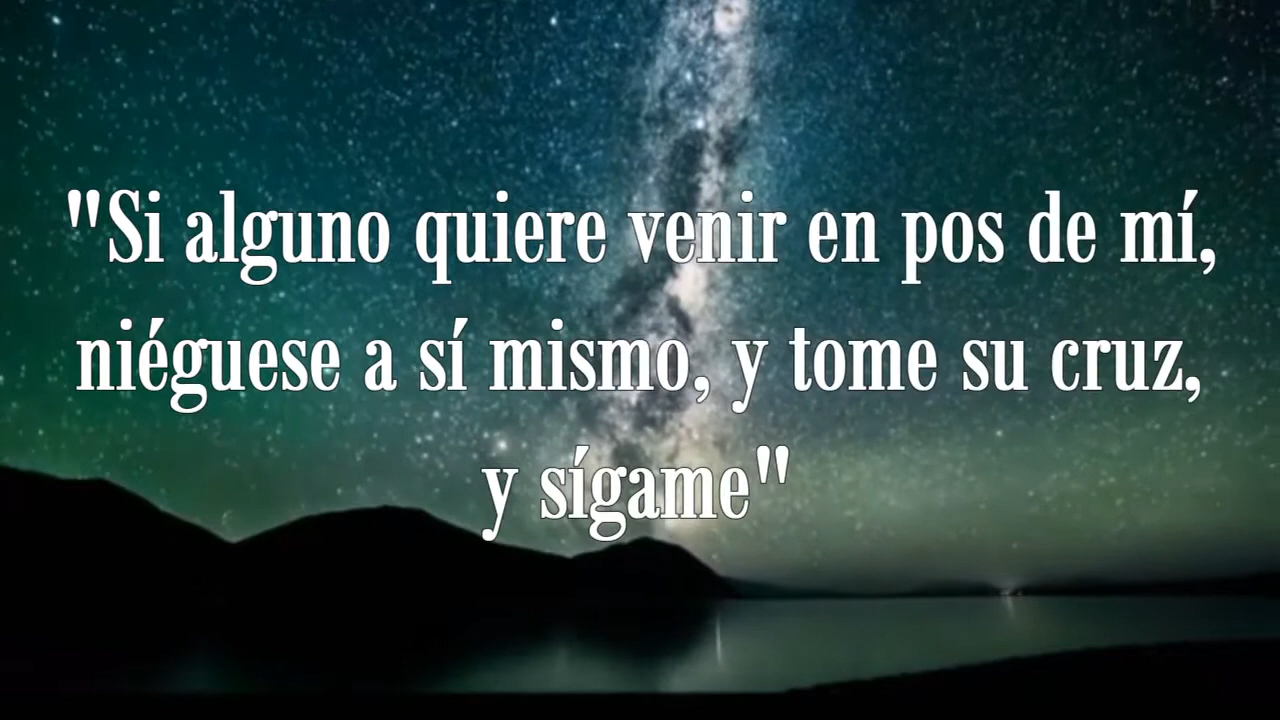 "Si alguno quiere venir en pos de mí,
niéguese a sí mismo, y tome su cruz,
y sígame"